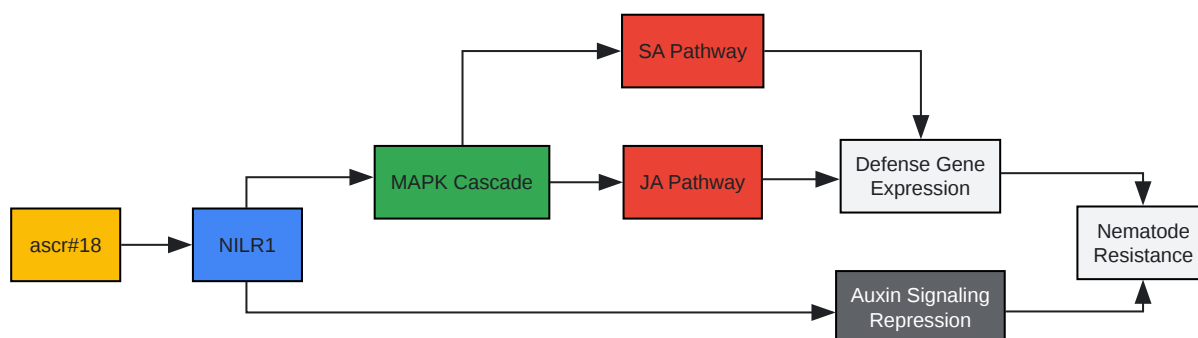 SA Pathway
MAPK Cascade
JA Pathway
Defense Gene
Expression
ascr#18
NILR1
Nematode
Resistance
Auxin Signaling
Repression